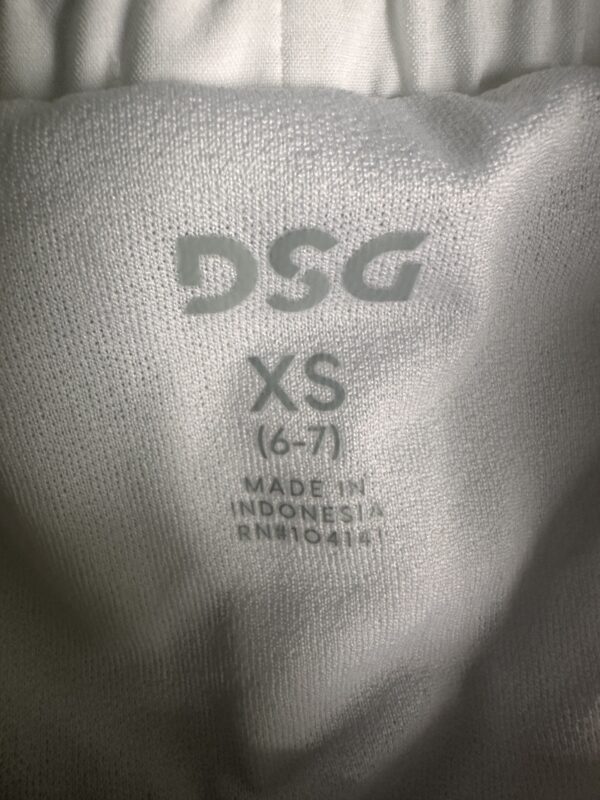 DSG
XS
(6-7)
MADE IN
INDONESIA
RN#104141